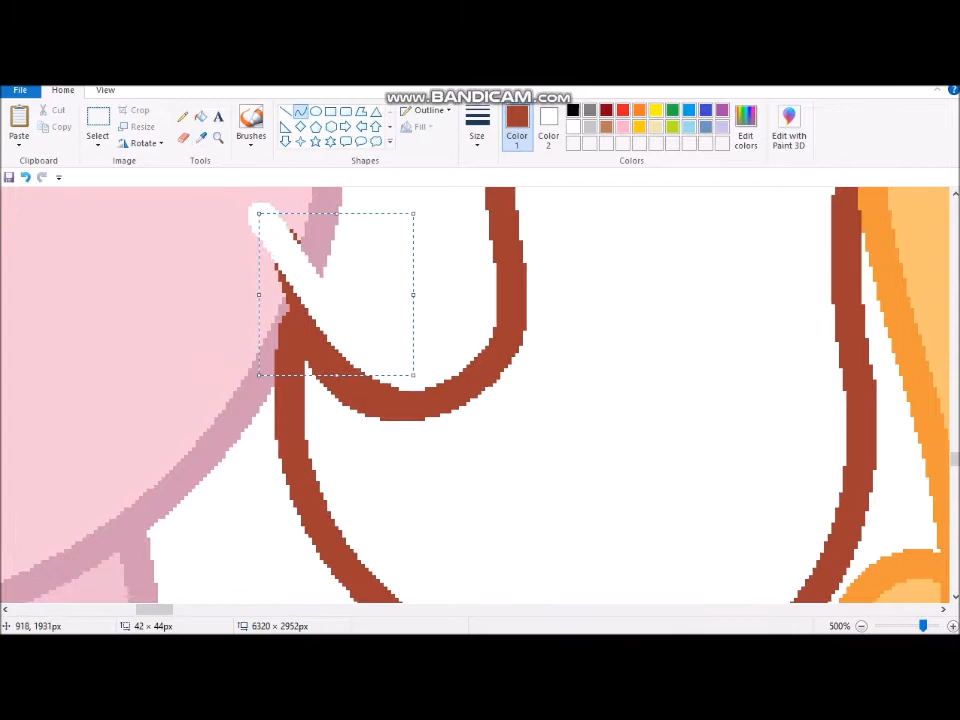 www.BANDICAM.com
File Home View
Paste
Cut
Copy
Clipboard
Select
Crop
Resize
Rotate
Image
A
Tools
Brushes
Outline
Fill
Shapes
Size
Color 1
Color 2
Edit colors
Colors
Edit with Paint 3D
918, 1931px 42 × 44px 6320 × 2952px 500%